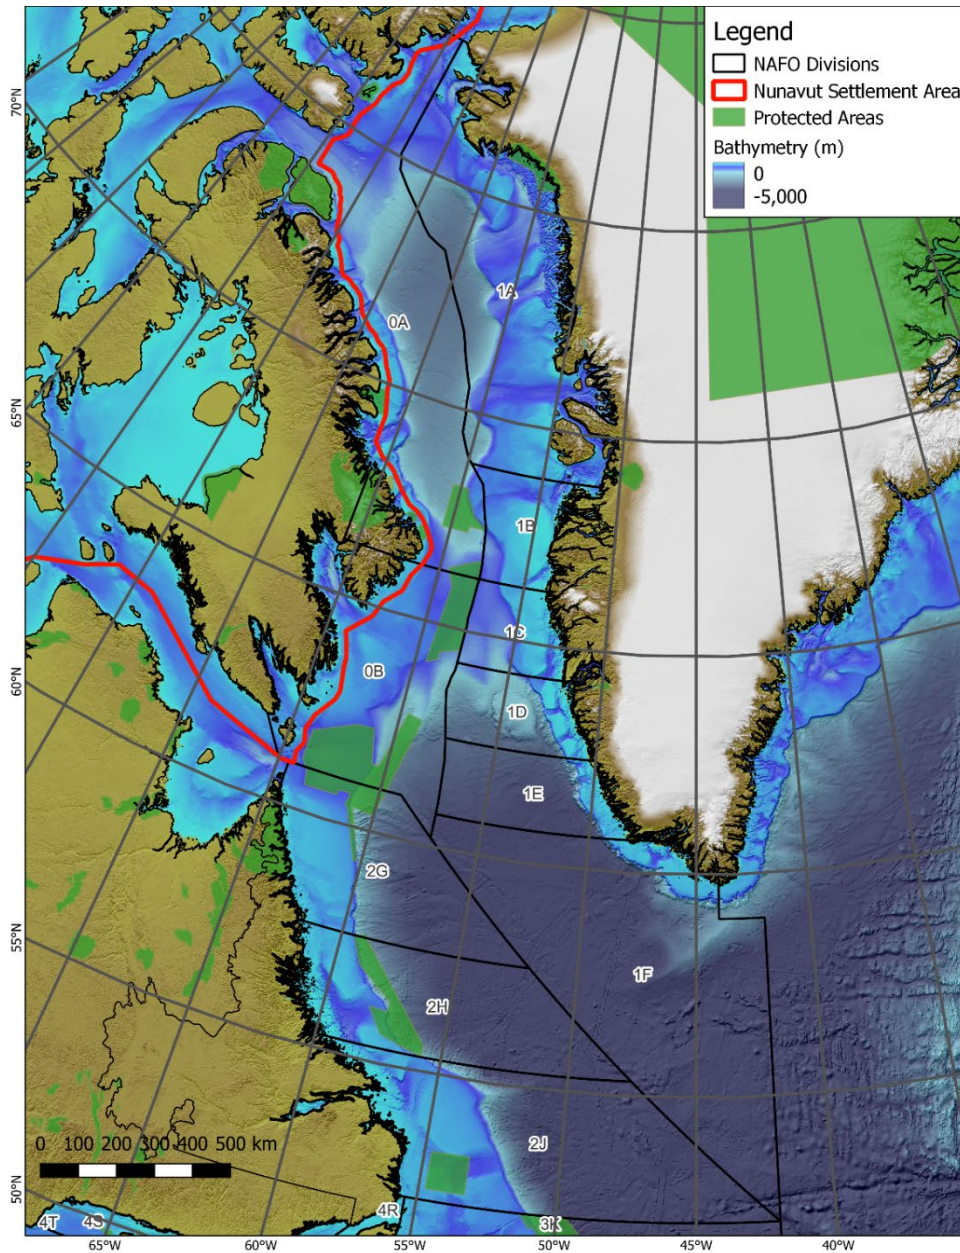 Legend
NAFO Divisions
Nunavut Settlement Area
Protected Areas
Bathymetry (m)
0
-5,000
70°N
65°N
60°N
55°N
50°N
0A
1A
1B
1C
0B
1D
1E
2G
1F
2H
2J
0 100 200 300 400 500 km
4T 4S 4R 3K
65°W 60°W 55°W 50°W 45°W 40°W